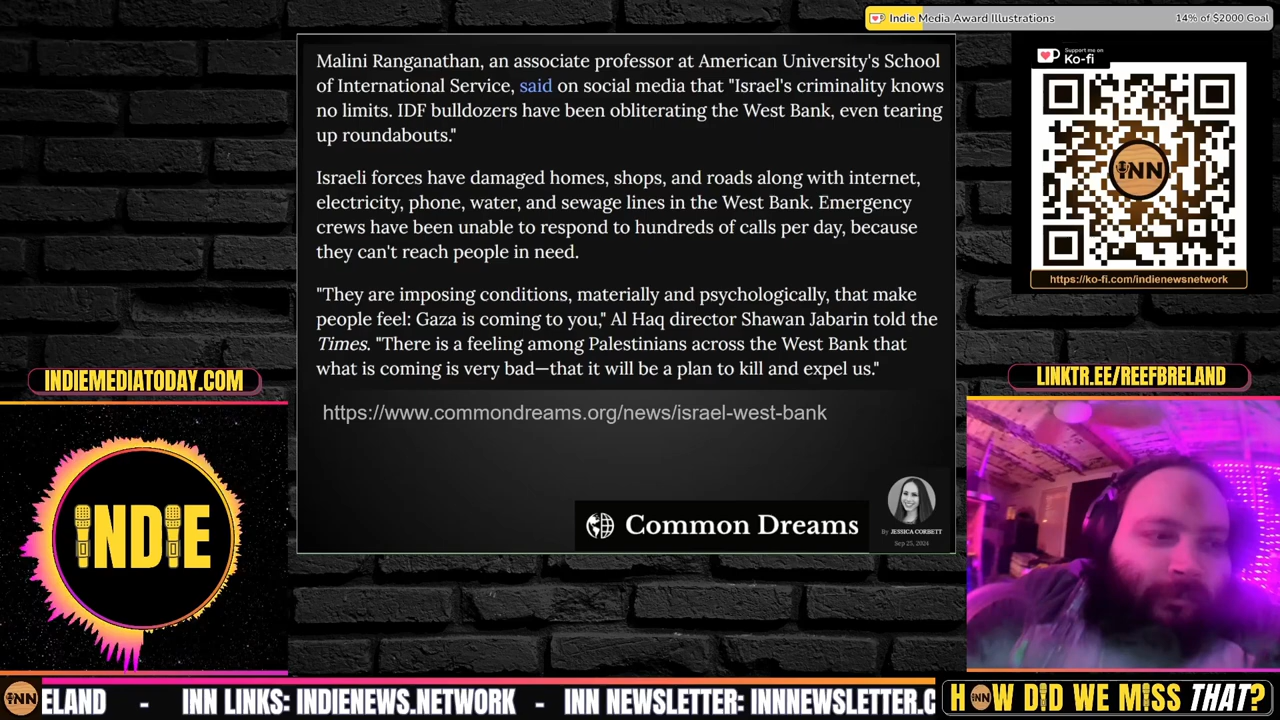 Indie Media Award Illustrations
14% of $2000 Goal
Malini Ranganathan, an associate professor at American University's School
of International Service, said on social media that "Israel's criminality knows
no limits. IDF bulldozers have been obliterating the West Bank, even tearing
up roundabouts."
Israeli forces have damaged homes, shops, and roads along with internet,
electricity, phone, water, and sewage lines in the West Bank. Emergency
crews have been unable to respond to hundreds of calls per day, because
they can't reach people in need.
"They are imposing conditions, materially and psychologically, that make
people feel: Gaza is coming to you," Al Haq director Shawan Jabarin told the
Times. "There is a feeling among Palestinians across the West Bank that
what is coming is very bad—that it will be a plan to kill and expel us."
https://www.commondreams.org/news/israel-west-bank
Common Dreams
By JESSICA CORBETT
Sep 25, 2024
Support me on
Ko-fi
INN
https://ko-fi.com/indienewsnetwork
INDIEMEDIATODAY.COM
LINKTR.EE/REEFBRELAND
INDIE
INN
ELAND - INN LINKS: INDIENEWS.NETWORK - INN NEWSLETTER: INNNEWSLETTER.C
HOW DID WE MISS THAT?